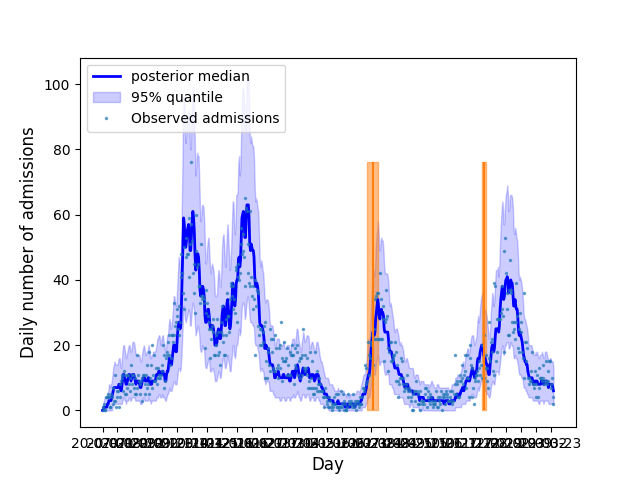 posterior median
95% quantile
Observed admissions
100
80
60
40
20
0
Daily number of admissions
Day